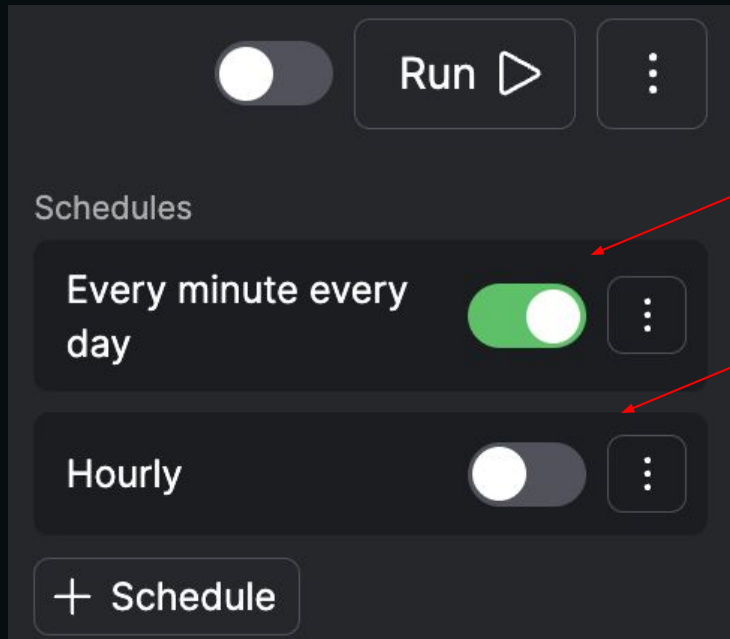 Run
Schedules
Every minute every
day
Hourly
+ Schedule